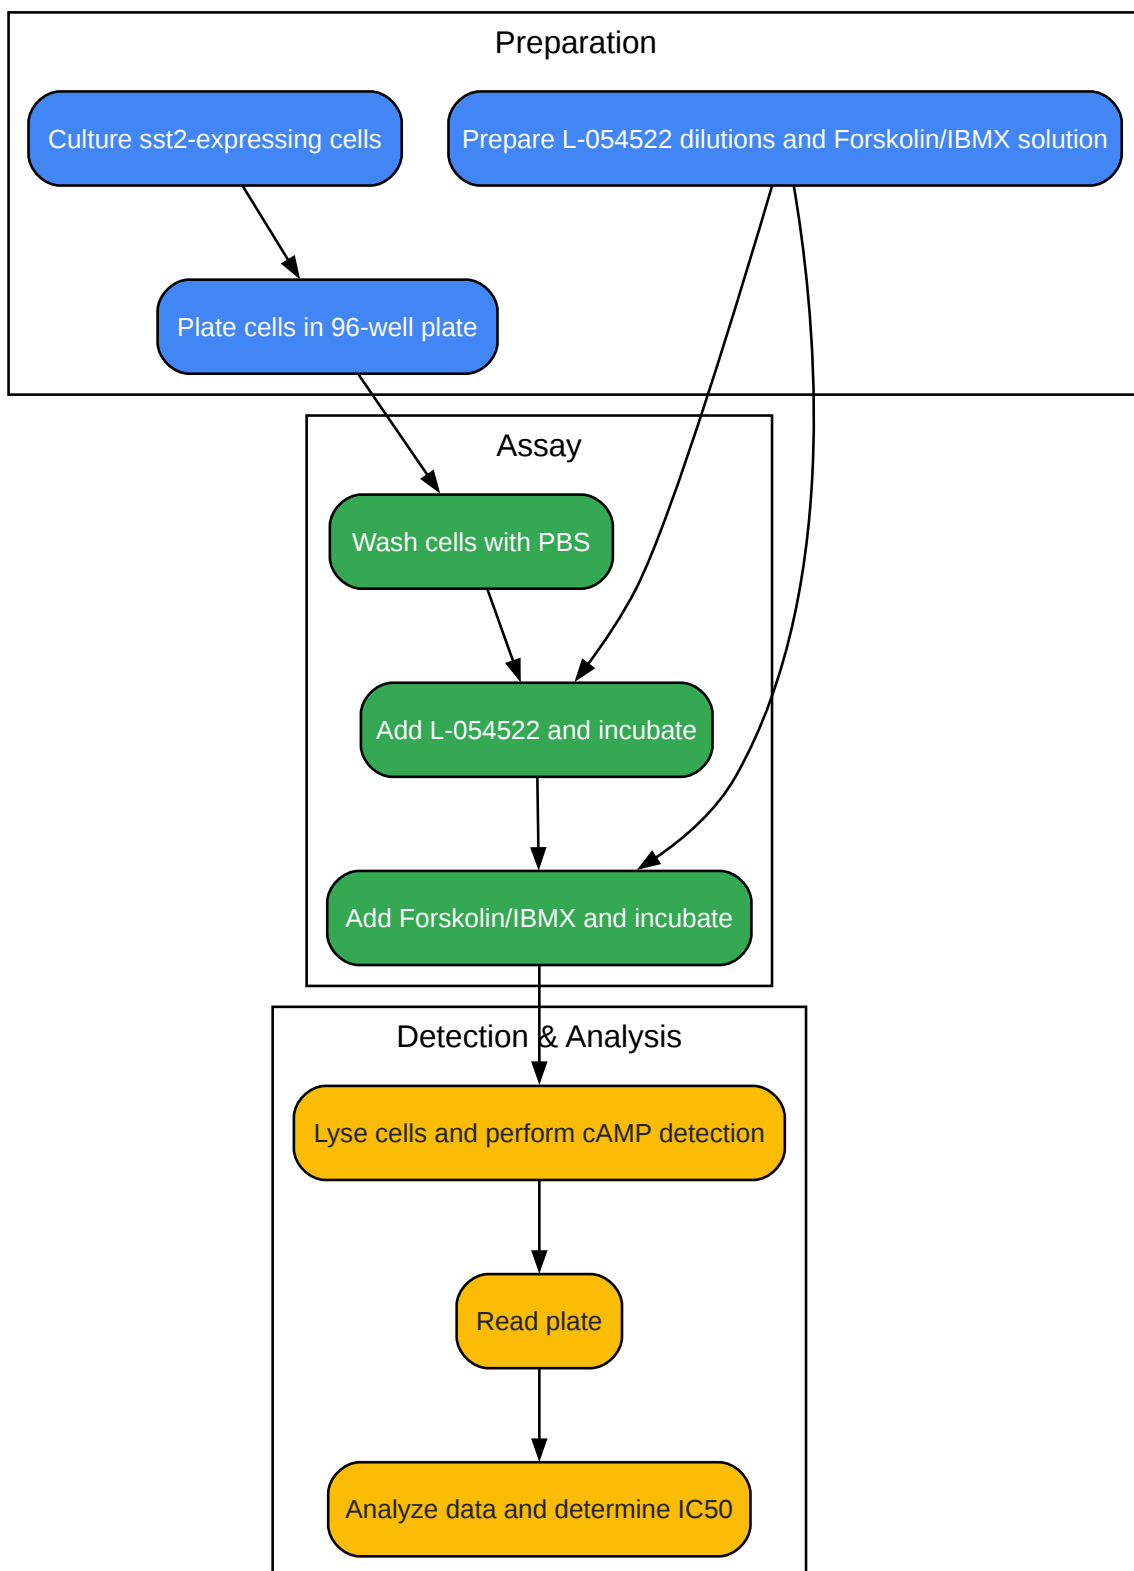 Preparation
Culture sst2-expressing cells
Prepare L-054522 dilutions and Forskolin/IBMX solution
Plate cells in 96-well plate
Assay
Wash cells with PBS
Add L-054522 and incubate
Add Forskolin/IBMX and incubate
Detection & Analysis
Lyse cells and perform cAMP detection
Read plate
Analyze data and determine IC50